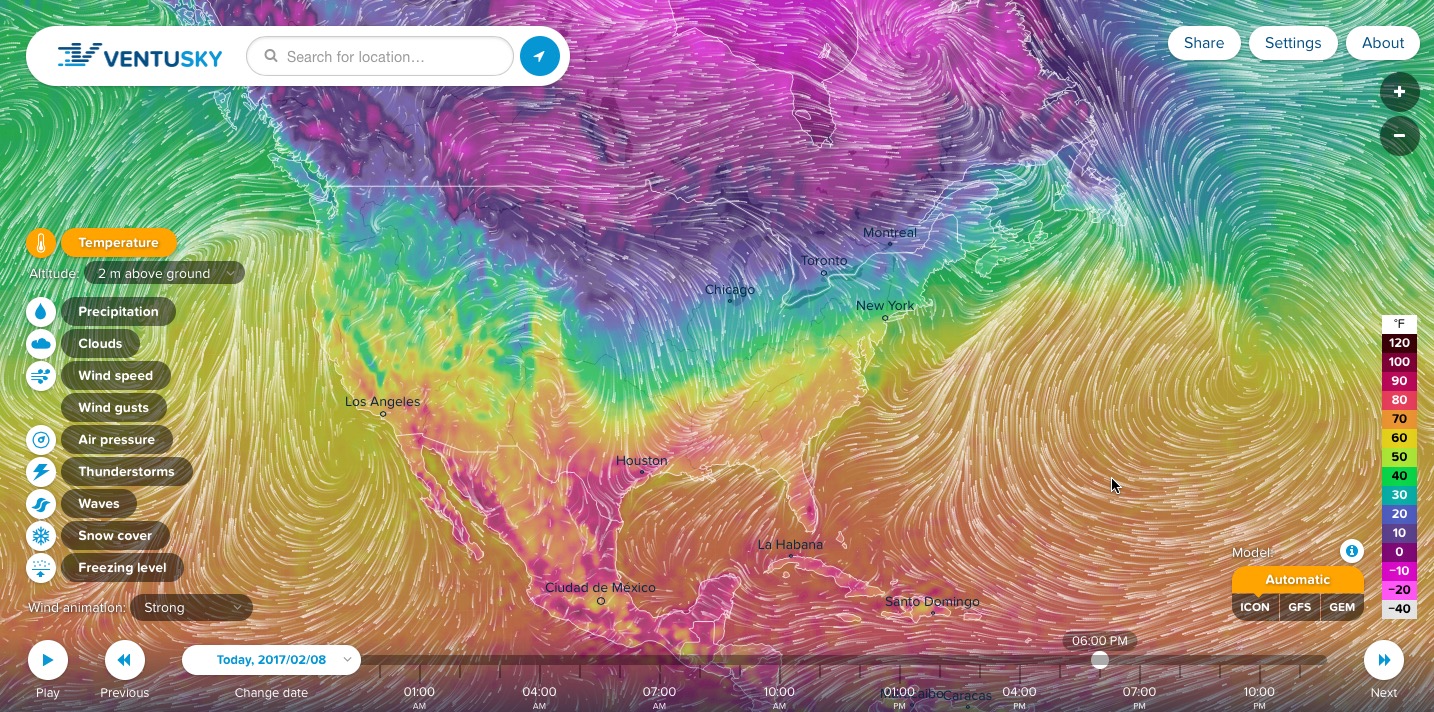 VENTUSKY
Search for location...
Share
Settings
About
+
−
Temperature
Altitude: 2 m above ground
Precipitation
Clouds
Wind speed
Wind gusts
Air pressure
Thunderstorms
Waves
Snow cover
Freezing level
Wind animation: Strong
Montreal
Toronto
Chicago
New York
Los Angeles
Houston
La Habana
Ciudad de México
Santo Domingo
Caracas
°F
120
100
90
80
70
60
50
40
30
20
10
0
−10
−20
−40
Model:
Automatic
ICON GFS GEM
06:00 PM
Today, 2017/02/08
Play
Previous
Change date
01:00 AM
04:00 AM
07:00 AM
10:00 AM
01:00 PM
04:00 PM
07:00 PM
10:00 PM
Next